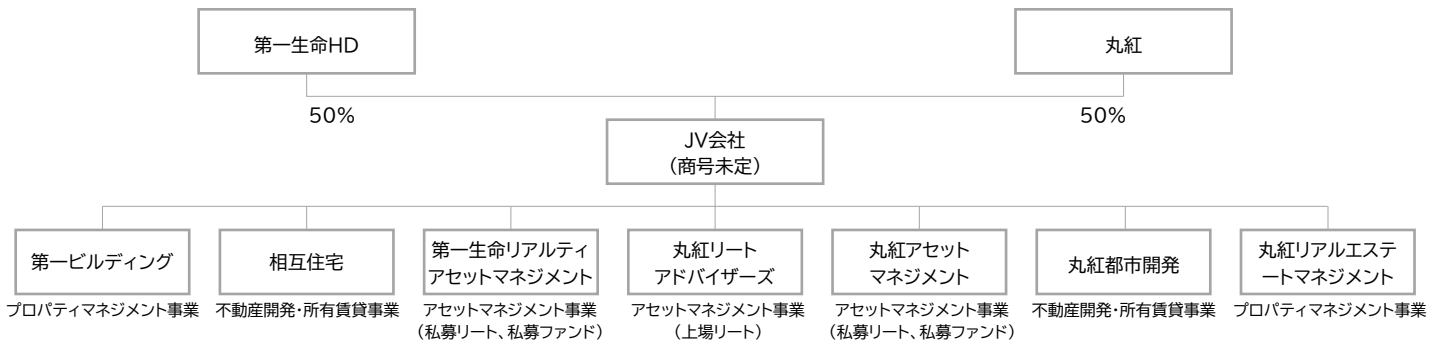 第一生命HD
丸紅
50%
50%
JV会社
（商号未定）
第一ビルディング
相互住宅
第一生命リアルティ
アセットマネジメント
丸紅リート
アドバイザーズ
丸紅アセット
マネジメント
丸紅都市開発
丸紅リアルエステ
ートマネジメント
プロパティマネジメント事業
不動産開発・所有賃貸事業
アセットマネジメント事業
（私募リート、私募ファンド）
アセットマネジメント事業
（上場リート）
アセットマネジメント事業
（私募リート、私募ファンド）
不動産開発・所有賃貸事業
プロパティマネジメント事業